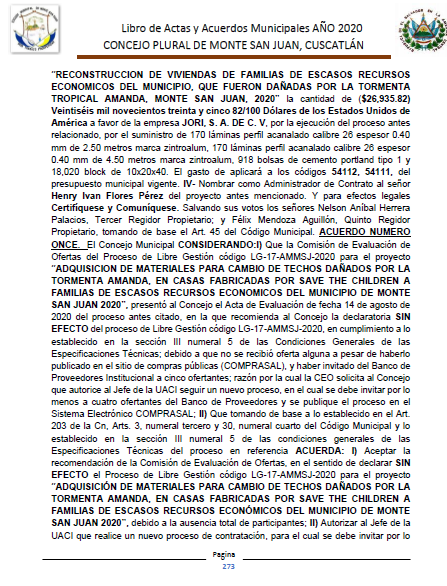 Libro de Actas y Acuerdos Municipales AÑO 2020
CONCEJO PLURAL DE MONTE SAN JUAN, CUSCATLÁN
"RECONSTRUCCION DE VIVIENDAS DE FAMILIAS DE ESCASOS RECURSOS
ECONOMICOS DEL MUNICIPIO, QUE FUERON DAÑADAS POR LA TORMENTA
TROPICAL AMANDA, MONTE SAN JUAN, 2020" la cantidad de ($26,935.82)
Veintiséis mil novecientos treinta y cinco 82/100 Dólares de los Estados Unidos de
América a favor de la empresa JORI, S. A. DE C. V, por la ejecución del proceso antes
relacionado, por el suministro de 170 láminas perfil acanalado calibre 26 espesor 0.40
mm de 2.50 metros marca zintroalum, 170 láminas perfil acanalado calibre 26 espesor
0.40 mm de 4.50 metros marca zintroalum, 918 bolsas de cemento portland tipo 1 y
18,020 block de 10x20x40. El gasto de aplicará a los códigos 54112, 54111, del
presupuesto municipal vigente. IV- Nombrar como Administrador de Contrato al señor
Henry Ivan Flores Pérez del proyecto antes mencionado. Y para efectos legales
Certifíquese y Comuníquese. Salvando sus votos los señores Nelson Aníbal Herrera
Palacios, Tercer Regidor Propietario; y Félix Mendoza Aguillón, Quinto Regidor
Propietario, tomando de base el Art. 45 del Código Municipal. ACUERDO NUMERO
ONCE. El Concejo Municipal CONSIDERANDO:I) Que la Comisión de Evaluación de
Ofertas del Proceso de Libre Gestión código LG-17-AMMSJ-2020 para el proyecto
"ADQUISICION DE MATERIALES PARA CAMBIO DE TECHOS DAÑADOS POR LA
TORMENTA AMANDA, EN CASAS FABRICADAS POR SAVE THE CHILDREN A
FAMILIAS DE ESCASOS RECURSOS ECONOMICOS DEL MUNICIPIO DE MONTE
SAN JUAN 2020", presentó al Concejo el Acta de Evaluación de fecha 14 de agosto de
2020 del proceso antes citado, en la que recomienda al Concejo la declaratoria SIN
EFECTO del proceso de Libre Gestión código LG-17-AMMSJ-2020, en cumplimiento a lo
establecido en la sección III numeral 5 de las Condiciones Generales de las
Especificaciones Técnicas; debido a que no se recibió oferta alguna a pesar de haberlo
publicado en el sitio de compras públicas (COMPRASAL), y haber invitado del Banco de
Proveedores Institucional a cinco ofertantes; razón por la cual la CEO solicita al Concejo
que autorice al Jefe de la UACI seguir un nuevo proceso, en el cual se debe invitar por lo
menos a cuatro ofertantes del Banco de Proveedores y se publique el proceso en el
Sistema Electrónico COMPRASAL; II) Que tomando de base a lo establecido en el Art.
203 de la Cn, Arts. 3, numeral tercero y 30, numeral cuarto del Código Municipal y lo
establecido en la sección III numeral 5 de las condiciones generales de las
Especificaciones Técnicas del proceso en referencia ACUERDA: I) Aceptar la
recomendación de la Comisión de Evaluación de Ofertas, en el sentido de declarar SIN
EFECTO el Proceso de Libre Gestión código LG-17-AMMSJ-2020 para el proyecto
"ADQUISICIÓN DE MATERIALES PARA CAMBIO DE TECHOS DAÑADOS POR LA
TORMENTA AMANDA, EN CASAS FABRICADAS POR SAVE THE CHILDREN A
FAMILIAS DE ESCASOS RECURSOS ECONÓMICOS DEL MUNICIPIO DE MONTE
SAN JUAN 2020", debido a la ausencia total de participantes; II) Autorizar al Jefe de la
UACI que realice un nuevo proceso de contratación, para el cual se debe invitar por lo
Pagina
273